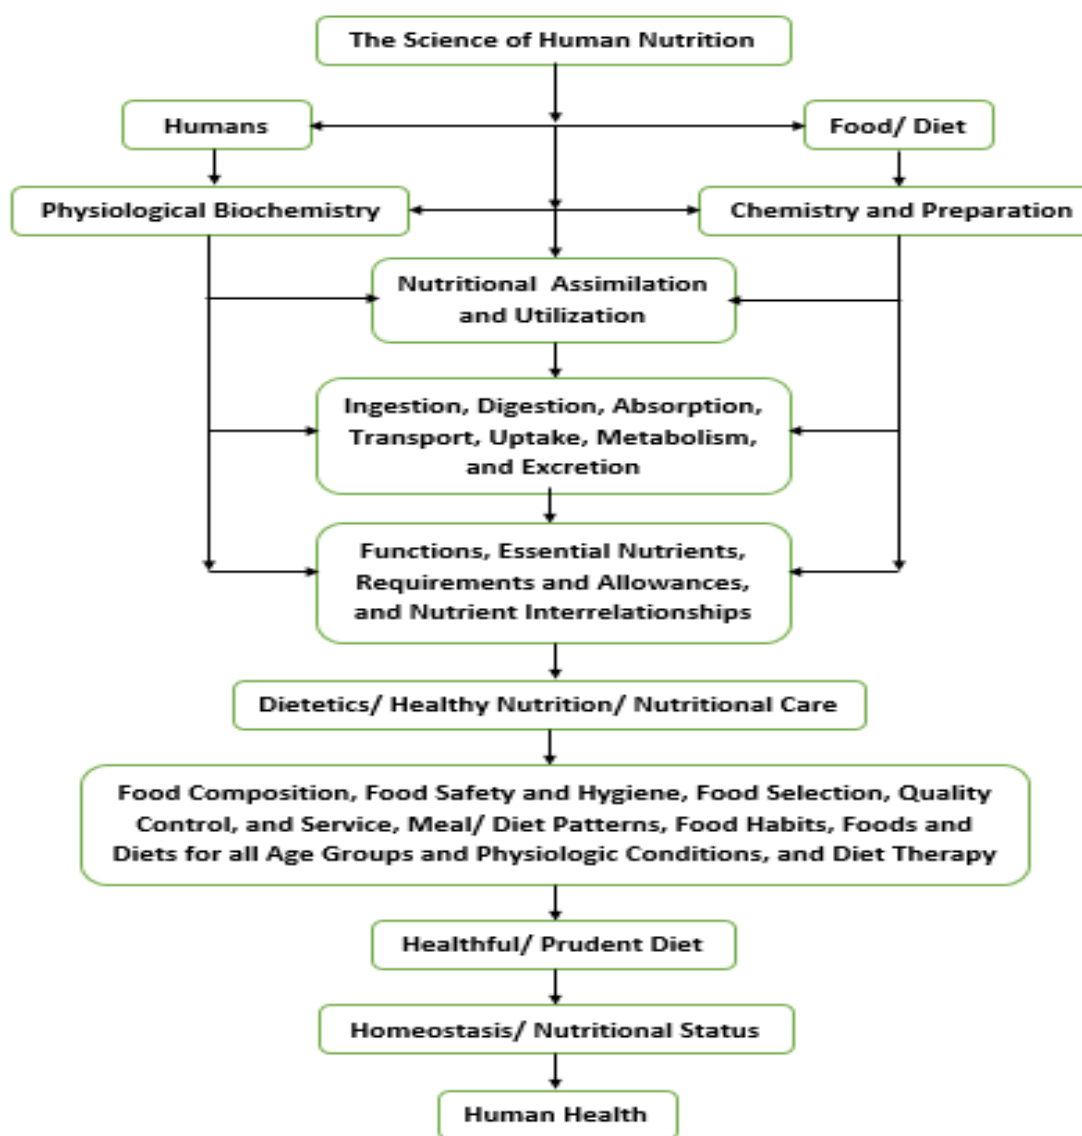 The Science of Human Nutrition
Humans
Food/ Diet
Physiological Biochemistry
Chemistry and Preparation
Nutritional Assimilation
and Utilization
Ingestion, Digestion, Absorption,
Transport, Uptake, Metabolism,
and Excretion
Functions, Essential Nutrients,
Requirements and Allowances,
and Nutrient Interrelationships
Dietetics/ Healthy Nutrition/ Nutritional Care
Food Composition, Food Safety and Hygiene, Food Selection, Quality
Control, and Service, Meal/ Diet Patterns, Food Habits, Foods and
Diets for all Age Groups and Physiologic Conditions, and Diet Therapy
Healthful/ Prudent Diet
Homeostasis/ Nutritional Status
Human Health